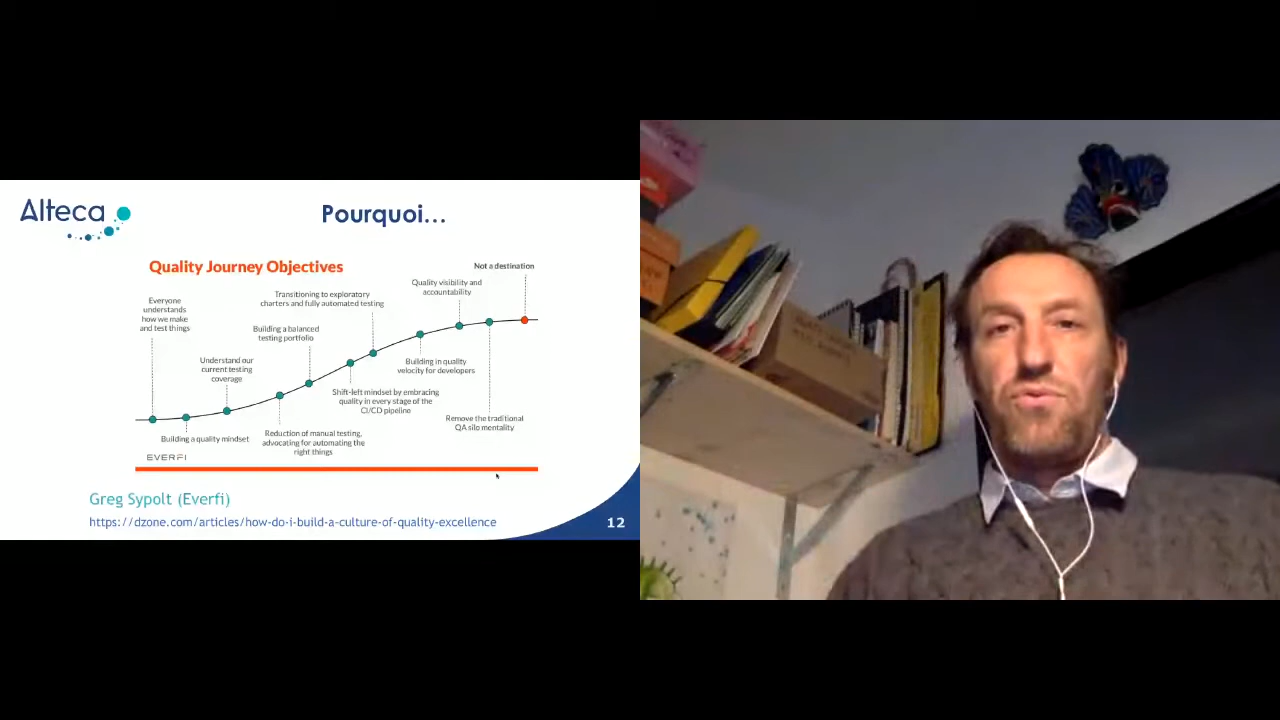 Alteca
Pourquoi...
Quality Journey Objectives
Not a destination
Quality visibility and
accountability
Transitioning to exploratory
charters and fully automated testing
Everyone
understands
how we make
and test things
Building a balanced
testing portfolio
Understand our
current testing
coverage
Building in quality
velocity for developers
Shift-left mindset by embracing
quality in every stage of the
CI/CD pipeline
Remove the traditional
QA silo mentality
Building a quality mindset
Reduction of manual testing,
advocating for automating the
right things
EVERFI
Greg Sypolt (Everfi)
https://dzone.com/articles/how-do-i-build-a-culture-of-quality-excellence
12